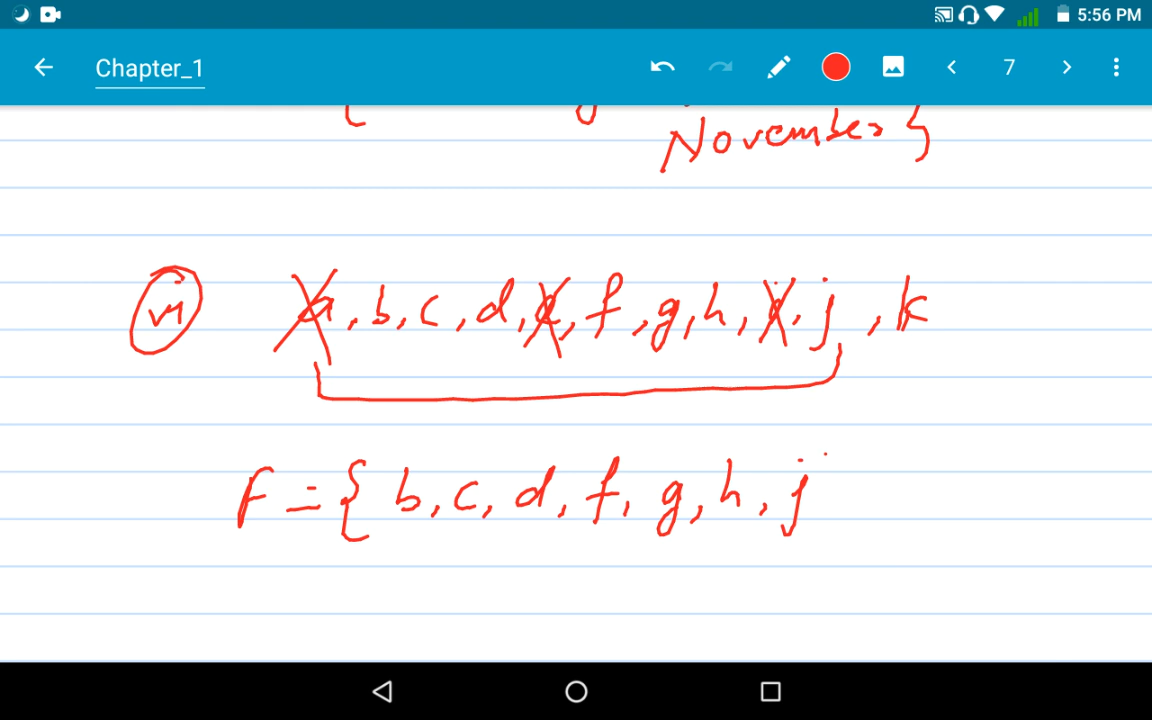 5:56 PM
Chapter_1
7
{
November}
vi a, b, c, d, e, f, g, h, i, j, k
F = { b, c, d, f, g, h, j